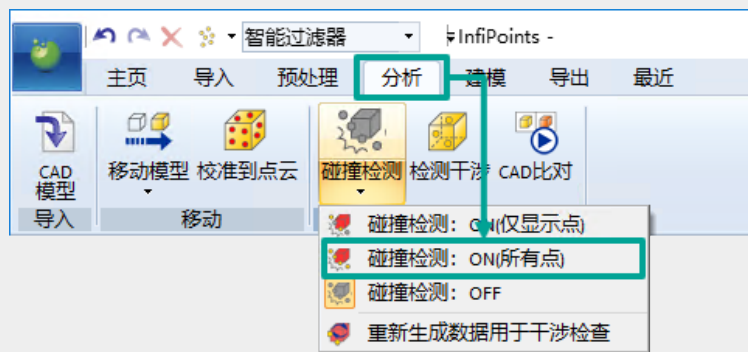 智能过滤器
InfiPoints -
主页 导入 预处理 分析 建模 导出 最近
CAD
模型
移动模型 校准到点云 碰撞检测 检测干涉 CAD比对
导入 移动
碰撞检测：ON(仅显示点)
碰撞检测：ON(所有点)
碰撞检测：OFF
重新生成数据用于干涉检查